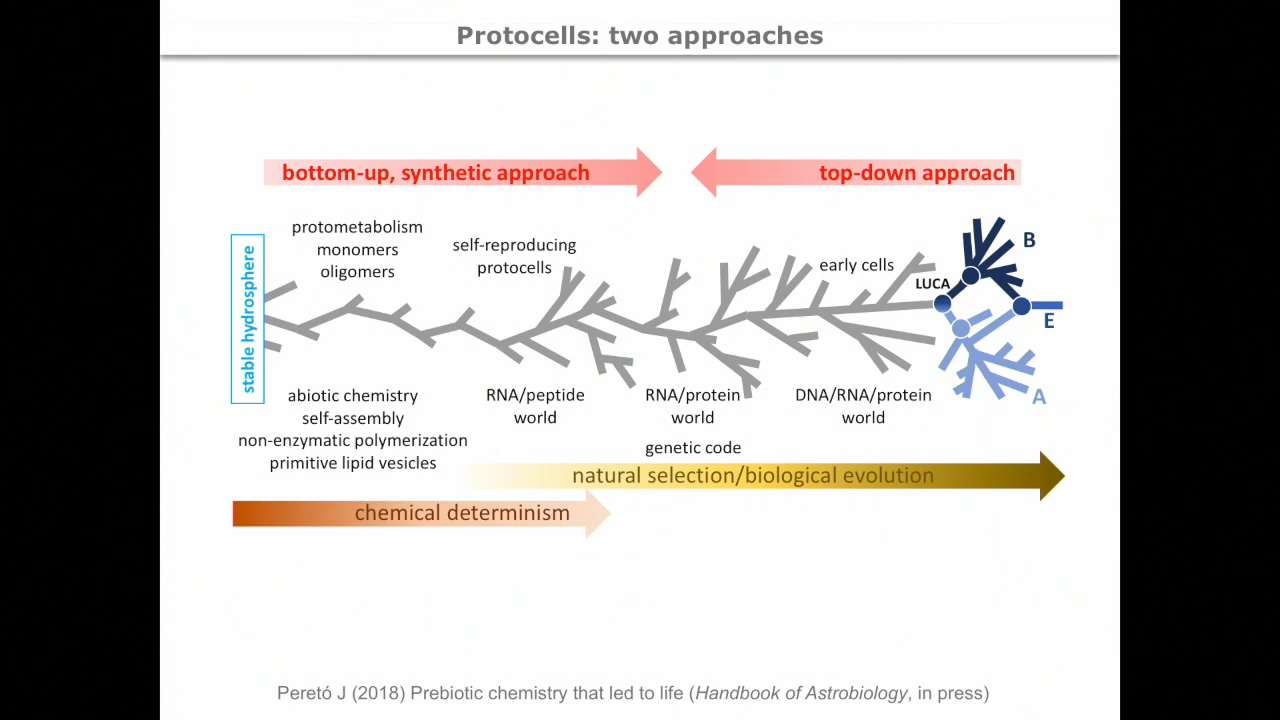 Protocells: two approaches
bottom-up, synthetic approach
top-down approach
stable hydrosphere
protometabolism
monomers
oligomers
self-reproducing
protocells
early cells
LUCA
B
E
A
abiotic chemistry
self-assembly
non-enzymatic polymerization
primitive lipid vesicles
RNA/peptide
world
RNA/protein
world
genetic code
DNA/RNA/protein
world
natural selection/biological evolution
chemical determinism
Peretó J (2018) Prebiotic chemistry that led to life (Handbook of Astrobiology, in press)